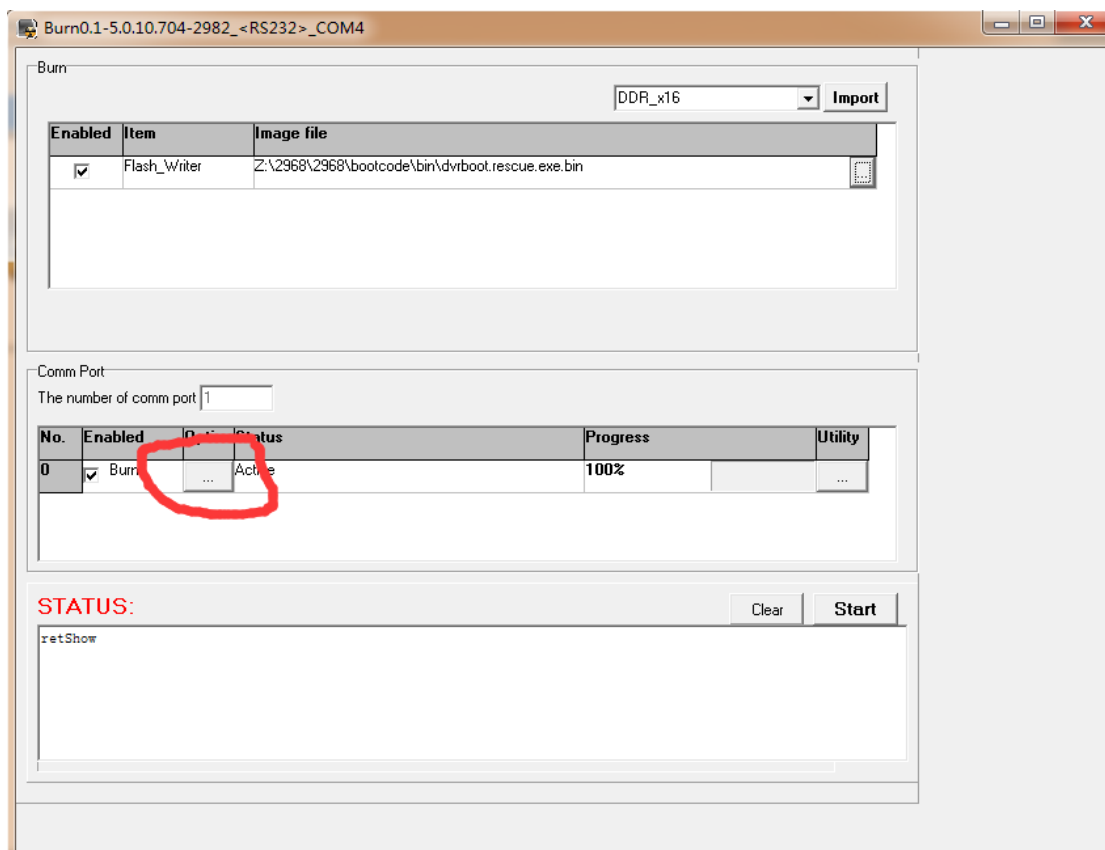 Burn0.1-5.0.10.704-2982_<RS232>_COM4
Burn
DDR_x16 Import
Enabled Item Image file
Flash_Writer Z:\2968\2968\bootcode\bin\dvrboot.rescue.exe.bin ...
Comm Port
The number of comm port 1
No. Enabled Status Progress Utility
0 Burn ... Active 100% ...
STATUS:
Clear Start
retShow